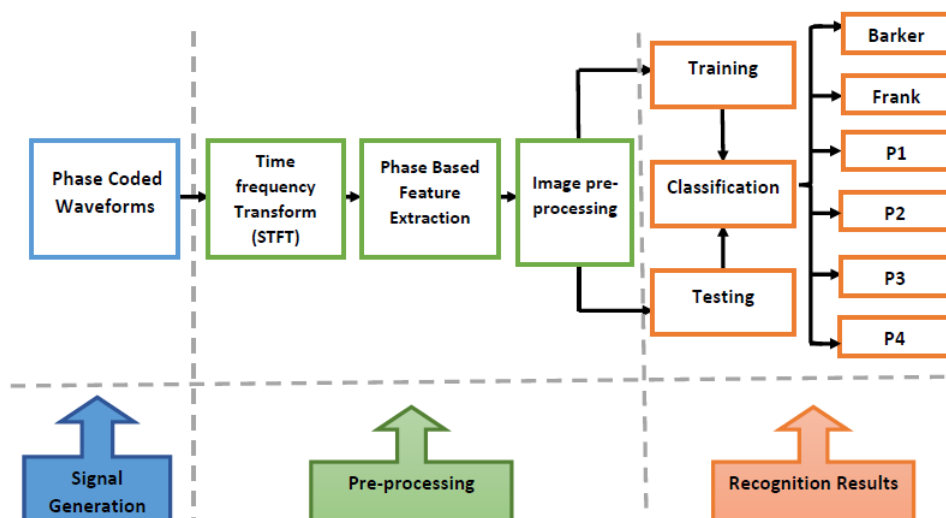 Phase Coded
Waveforms
Time
frequency
Transform
(STFT)
Phase Based
Feature
Extraction
Image pre-
processing
Training
Classification
Testing
Barker
Frank
P1
P2
P3
P4
Signal
Generation
Pre-processing
Recognition Results